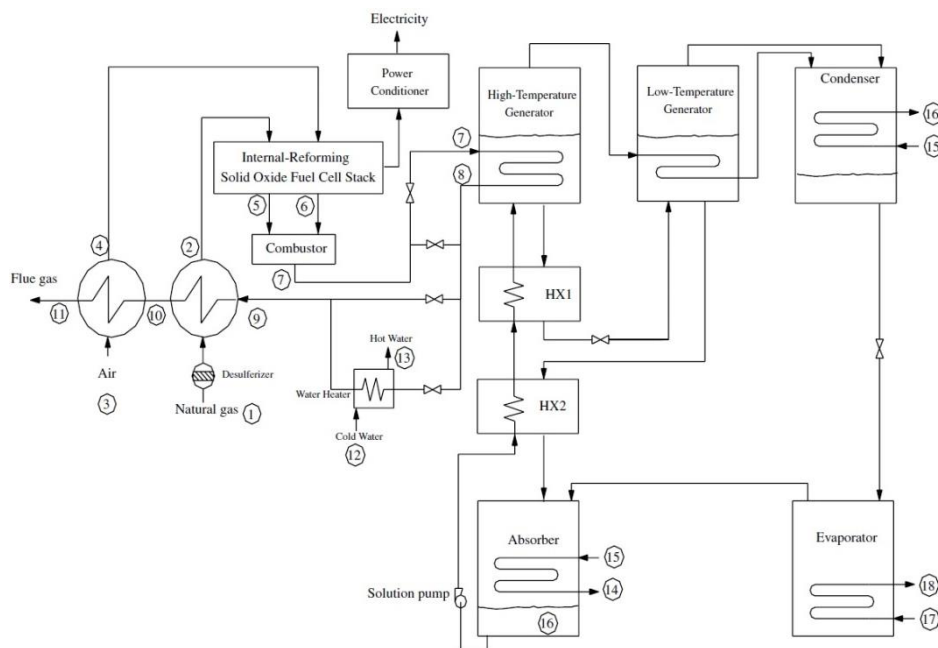 Electricity
Power
Conditioner
High-Temperature
Generator
Low-Temperature
Generator
Condenser
16
15
7
8
Internal-Reforming
Solid Oxide Fuel Cell Stack
5
6
4
2
Combustor
7
Flue gas
11
10
9
HX1
Air
3
Desulferizer
Natural gas
1
Hot Water
13
Water Heater
Cold Water
12
HX2
Absorber
15
14
16
Solution pump
Evaporator
18
17